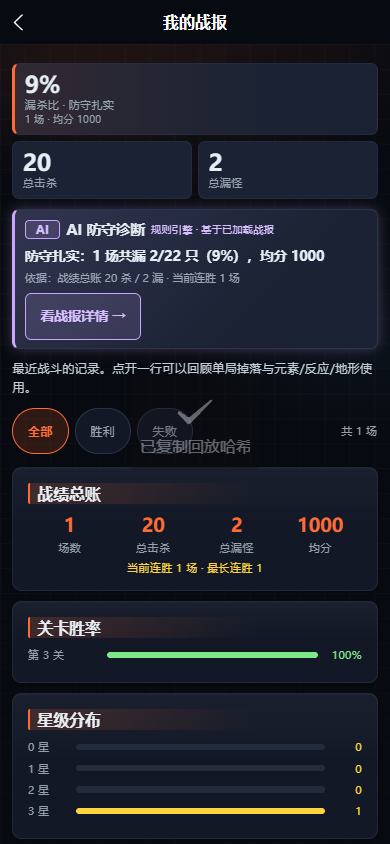 我的战报
9%
漏杀比 · 防守扎实
1 场 · 均分 1000
20
总击杀
2
总漏怪
AI AI 防守诊断 规则引擎 · 基于已加载战报
防守扎实：1 场共漏 2/22 只（9%），均分 1000
依据：战绩总账 20 杀 / 2 漏 · 当前连胜 1 场
看战报详情 →
最近战斗的记录。点开一行可以回顾单局掉落与元素/反应/地形使
用。
全部 胜利 失败 共 1 场
已复制回放哈希
战绩总账
1 20 2 1000
场数 总击杀 总漏怪 均分
当前连胜 1 场 · 最长连胜 1
关卡胜率
第 3 关 100%
星级分布
0 星 0
1 星 0
2 星 0
3 星 1